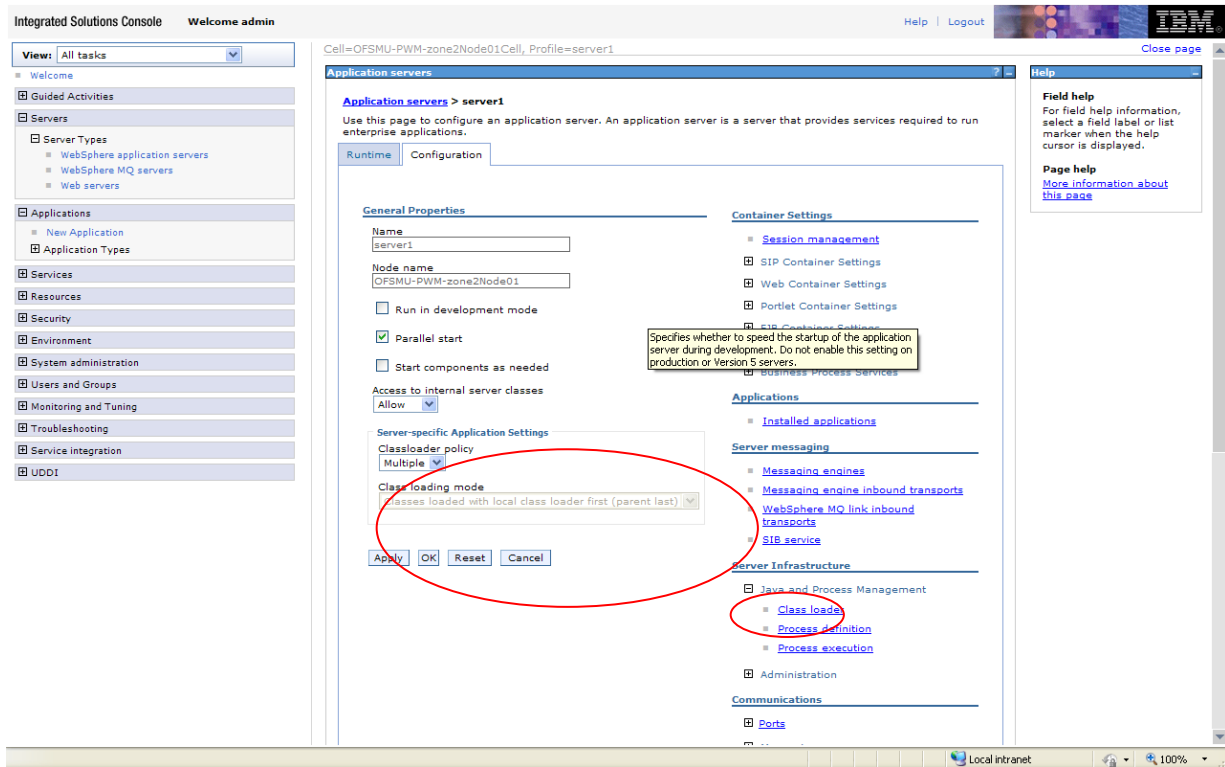 Integrated Solutions Console Welcome admin
Help | Logout
IBM.
View: All tasks
Welcome
Guided Activities
Servers
Server Types
WebSphere application servers
WebSphere MQ servers
Web servers
Applications
New Application
Application Types
Services
Resources
Security
Environment
System administration
Users and Groups
Monitoring and Tuning
Troubleshooting
Service integration
UDDI
Cell=OFSMU-PWM-zone2Node01Cell, Profile=server1
Close page
Application servers
? -
Application servers > server1
Use this page to configure an application server. An application server is a server that provides services required to run
enterprise applications.
Runtime Configuration
General Properties
Name
server1
Node name
OFSMU-PWM-zone2Node01
Run in development mode
Parallel start
Start components as needed
Access to internal server classes
Allow
Server-specific Application Settings
Classloader policy
Multiple
Class loading mode
Classes loaded with local class loader first (parent last)
Apply OK Reset Cancel
Container Settings
Session management
SIP Container Settings
Web Container Settings
Portlet Container Settings
EJB Container Settings
Specifies whether to speed the startup of the application
server during development. Do not enable this setting on
production or Version 5 servers.
Business Process Services
Applications
Installed applications
Server messaging
Messaging engines
Messaging engine inbound transports
WebSphere MQ link inbound
transports
SIB service
Server Infrastructure
Java and Process Management
Class loader
Process definition
Process execution
Administration
Communications
Ports
Help
Field help
For field help information,
select a field label or list
marker when the help
cursor is displayed.
Page help
More information about
this page
Local intranet
100%